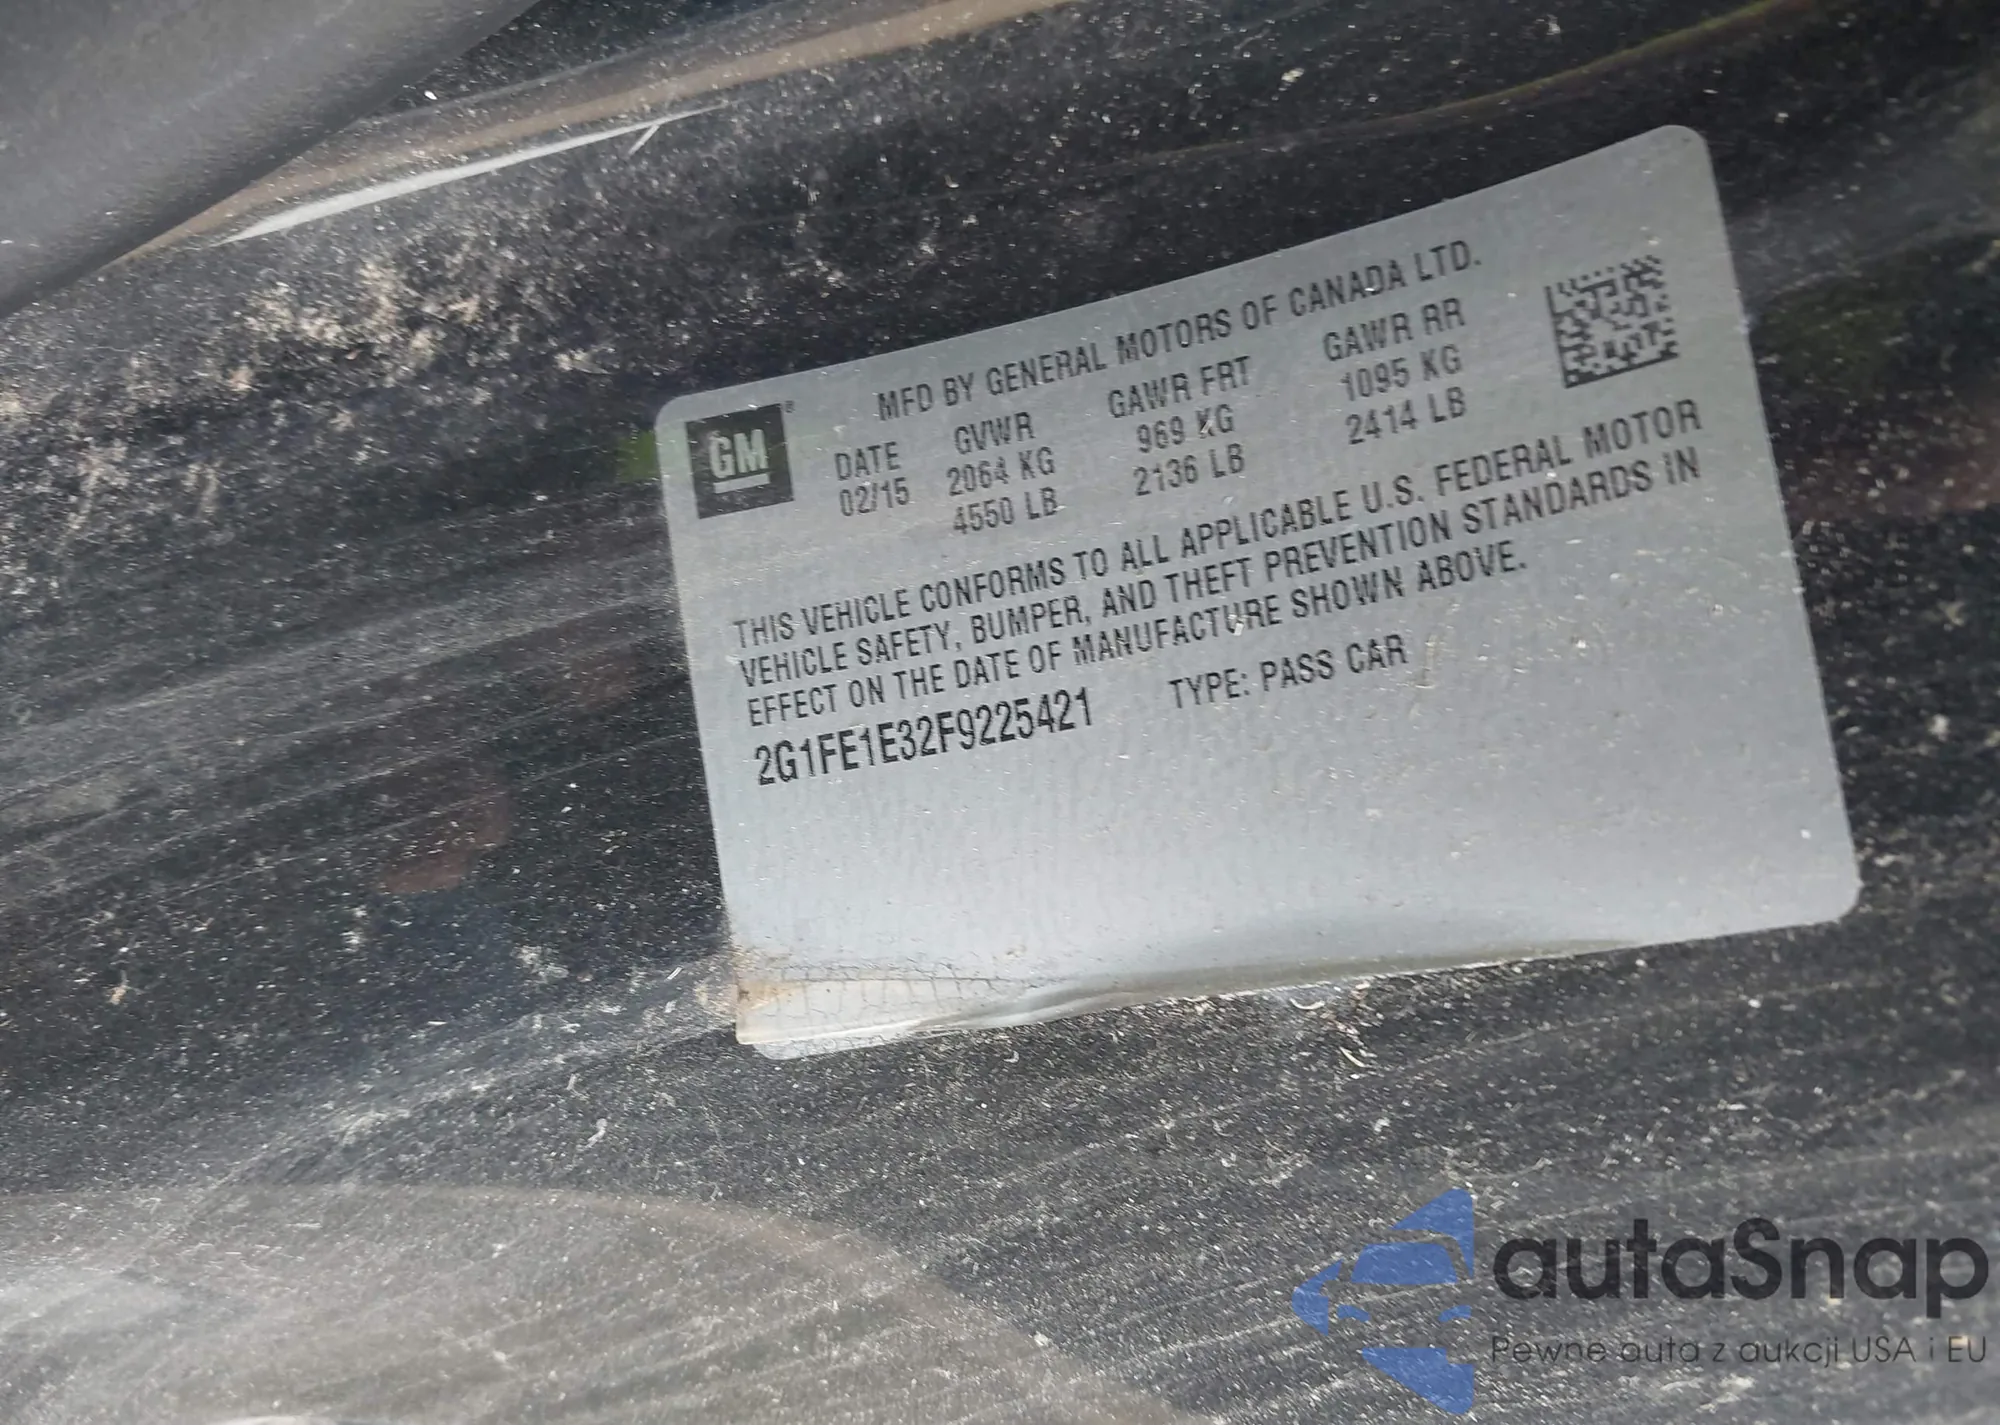 MFD BY GENERAL MOTORS OF CANADA LTD.
GM®
DATE GVWR GAWR FRT GAWR RR
02/15 2064 KG 969 KG 1095 KG
4550 LB 2136 LB 2414 LB
THIS VEHICLE CONFORMS TO ALL APPLICABLE U.S. FEDERAL MOTOR
VEHICLE SAFETY, BUMPER, AND THEFT PREVENTION STANDARDS IN
EFFECT ON THE DATE OF MANUFACTURE SHOWN ABOVE.
2G1FE1E32F9225421 TYPE: PASS CAR
autaSnap
Pewne auta z aukcji USA i EU